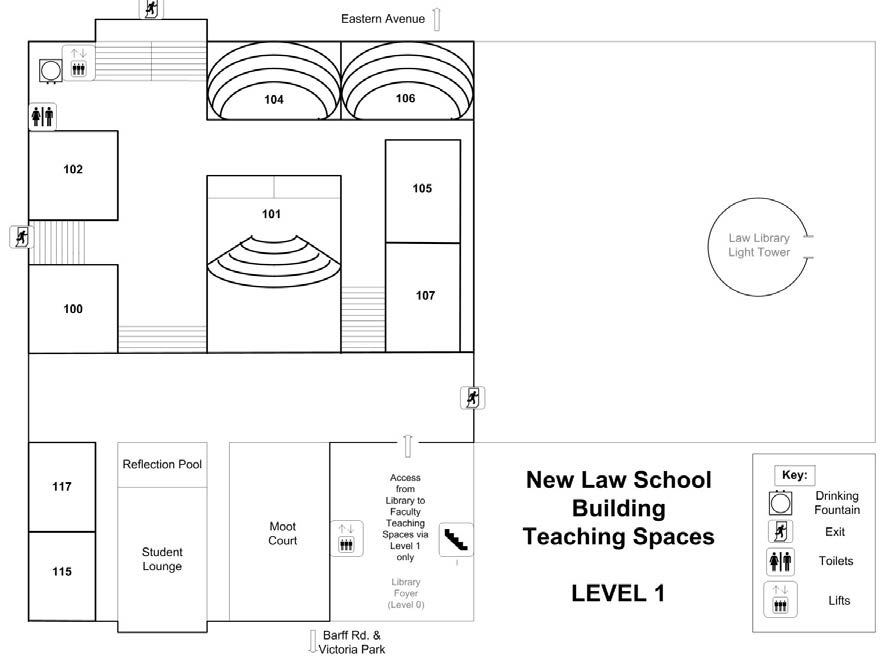 Eastern Avenue
104
106
102
105
101
Law Library
Light Tower
107
100
Reflection Pool
117
Access
from
Library to
Faculty
Teaching
Spaces via
Level 1
only
Moot
Court
Student
Lounge
115
Library
Foyer
(Level 0)
Barff Rd. &
Victoria Park
New Law School
Building
Teaching Spaces
LEVEL 1
Key:
Drinking
Fountain
Exit
Toilets
Lifts